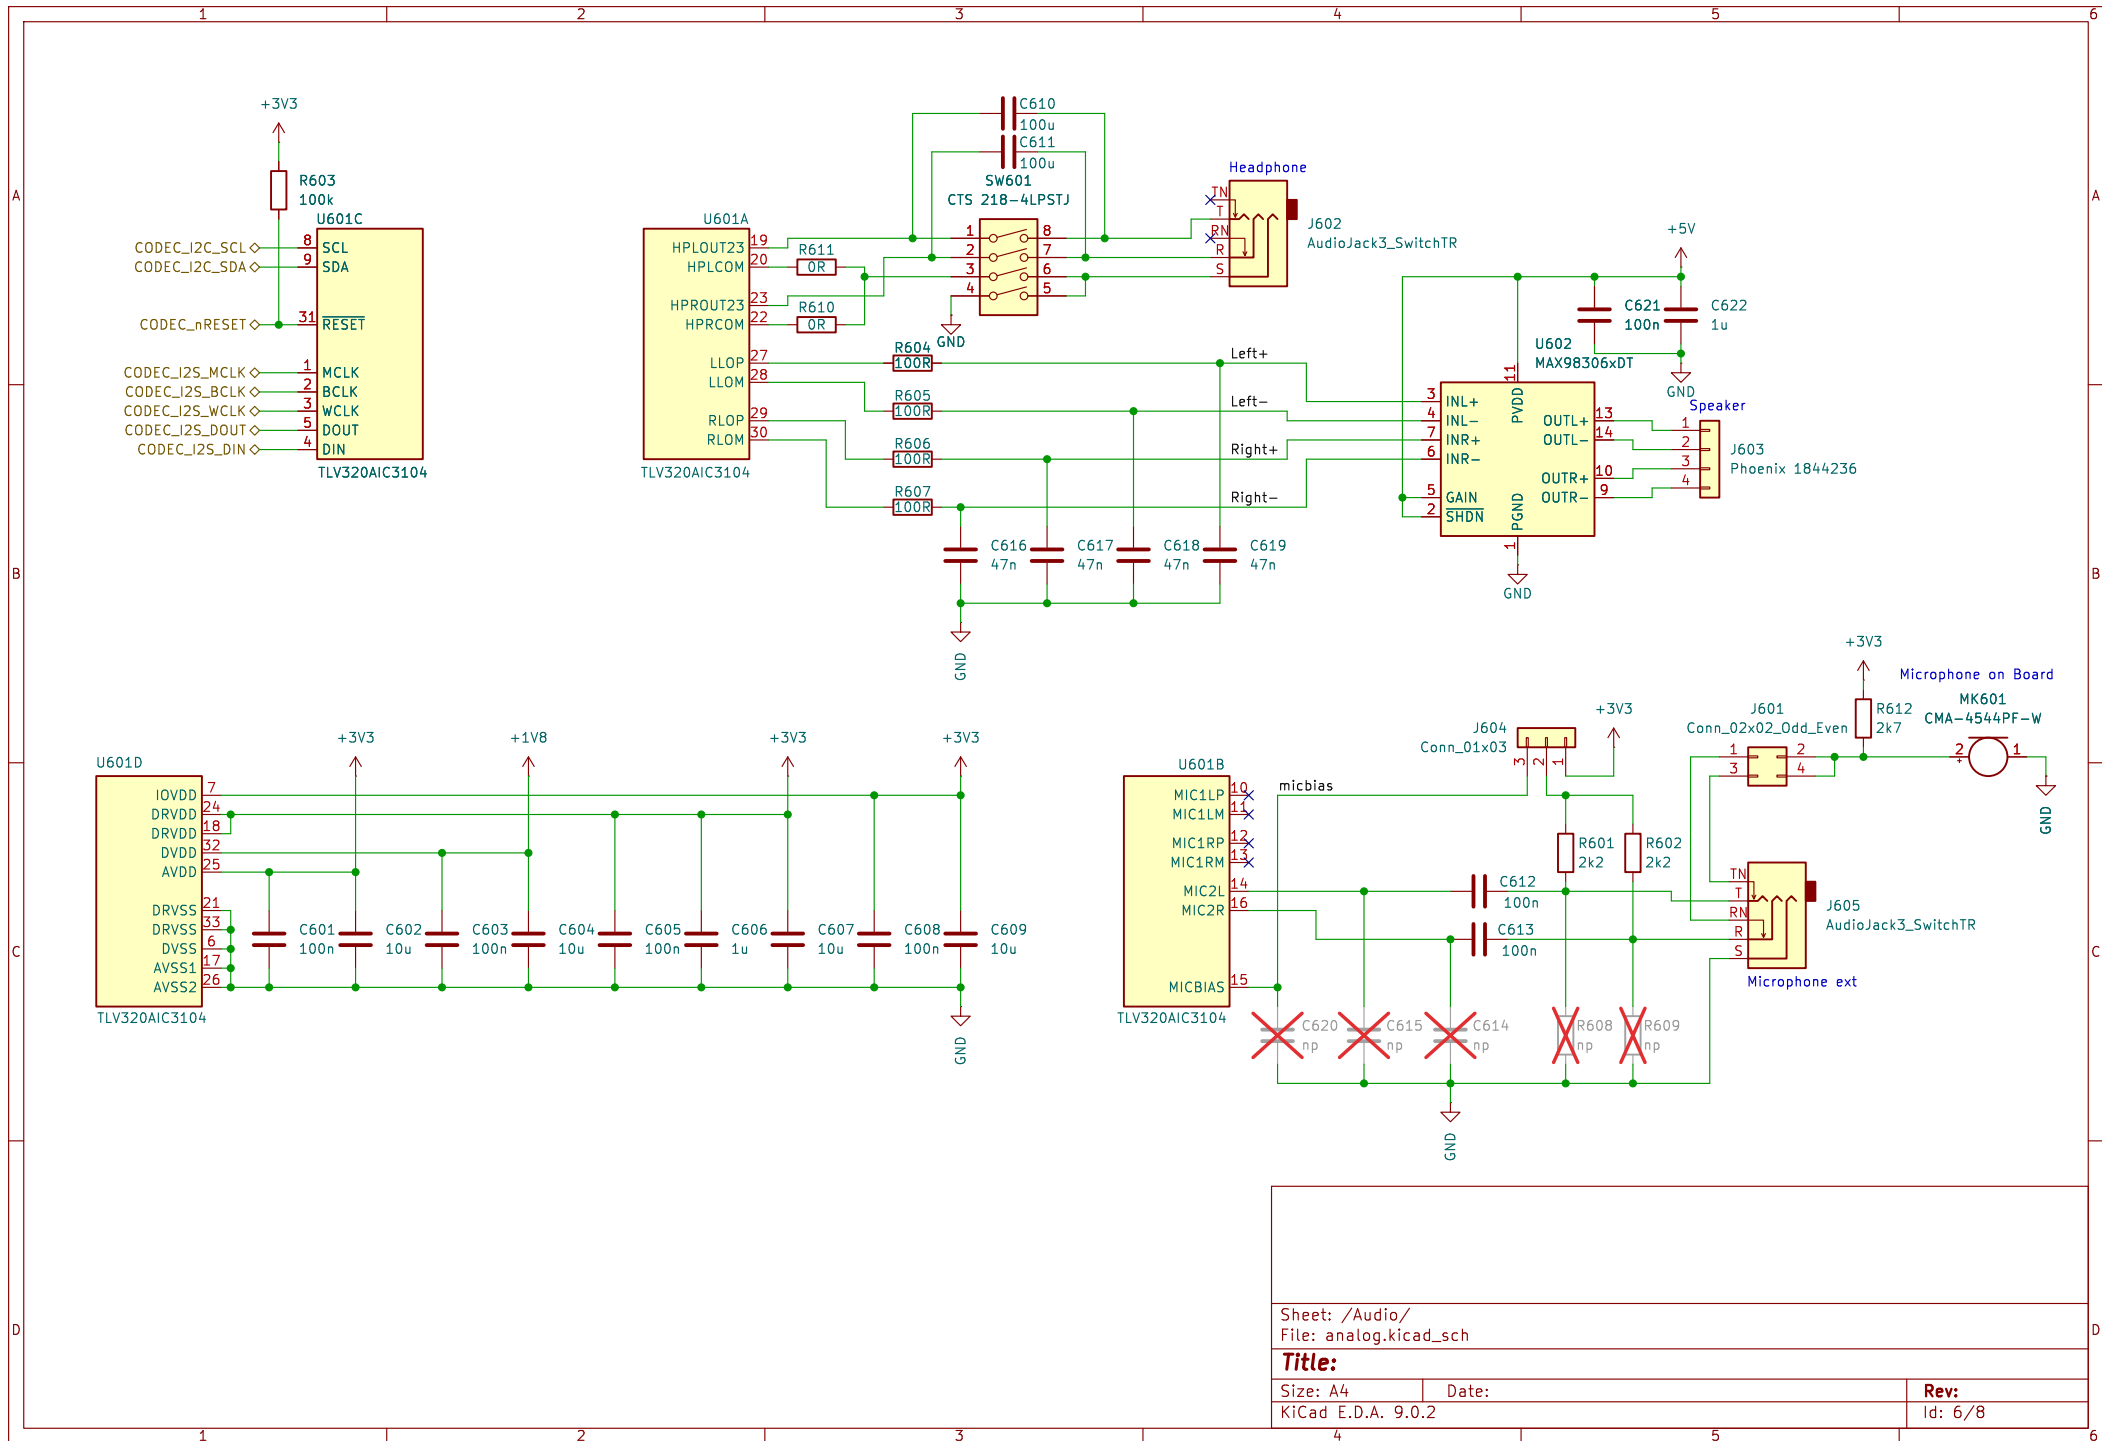 1 2 3 4 5 6
A
B
C
D
A
B
C
D
1 2 3 4 5 6
+3V3
R603
100k
U601C
CODEC_I2C_SCL 8 SCL
CODEC_I2C_SDA 9 SDA
CODEC_nRESET 31 RESET
CODEC_I2S_MCLK 1 MCLK
CODEC_I2S_BCLK 2 BCLK
CODEC_I2S_WCLK 3 WCLK
CODEC_I2S_DOUT 5 DOUT
CODEC_I2S_DIN 4 DIN
TLV320AIC3104
U601A
HPLOUT23 19
HPLCOM 20
HPROUT23 23
HPRCOM 22
LLOP 27
LLOM 28
RLOP 29
RLOM 30
TLV320AIC3104
R611
0R
R610
0R
C610
100u
C611
100u
SW601
CTS 218-4LPSTJ
1 8
2 7
3 6
4 5
GND
Headphone
TN
T
RN
R
S
J602
AudioJack3_SwitchTR
R604
100R
R605
100R
R606
100R
R607
100R
Left+
Left-
Right+
Right-
C616
47n
C617
47n
C618
47n
C619
47n
GND
+5V
C621
100n
C622
1u
GND
U602
MAX98306xDT
11
PVDD
3 INL+
4 INL-
7 INR+
6 INR-
5 GAIN
2 SHDN
OUTL+ 13
OUTL- 14
OUTR+ 10
OUTR- 9
PGND
1
GND
Speaker
1
2
3
4
J603
Phoenix 1844236
U601D
+3V3
+1V8
+3V3
+3V3
IOVDD 7
DRVDD 24
DRVDD 18
DVDD 32
AVDD 25
DRVSS 21
DRVSS 33
DVSS 6
AVSS1 17
AVSS2 26
TLV320AIC3104
C601
100n
C602
10u
C603
100n
C604
10u
C605
100n
C606
1u
C607
10u
C608
100n
C609
10u
GND
U601B
MIC1LP 10
MIC1LM 11
MIC1RP 12
MIC1RM 13
MIC2L 14
MIC2R 16
MICBIAS 15
TLV320AIC3104
micbias
J604
Conn_01x03
3 2 1
+3V3
R601
2k2
R602
2k2
C612
100n
C613
100n
C620
np
C615
np
C614
np
R608
np
R609
np
GND
+3V3
Microphone on Board
R612
2k7
MK601
CMA-4544PF-W
2 1
+
GND
J601
Conn_02x02_Odd_Even
1 2
3 4
TN
T
RN
R
S
J605
AudioJack3_SwitchTR
Microphone ext
Sheet: /Audio/
File: analog.kicad_sch
Title:
Size: A4 Date: Rev:
KiCad E.D.A. 9.0.2 Id: 6/8